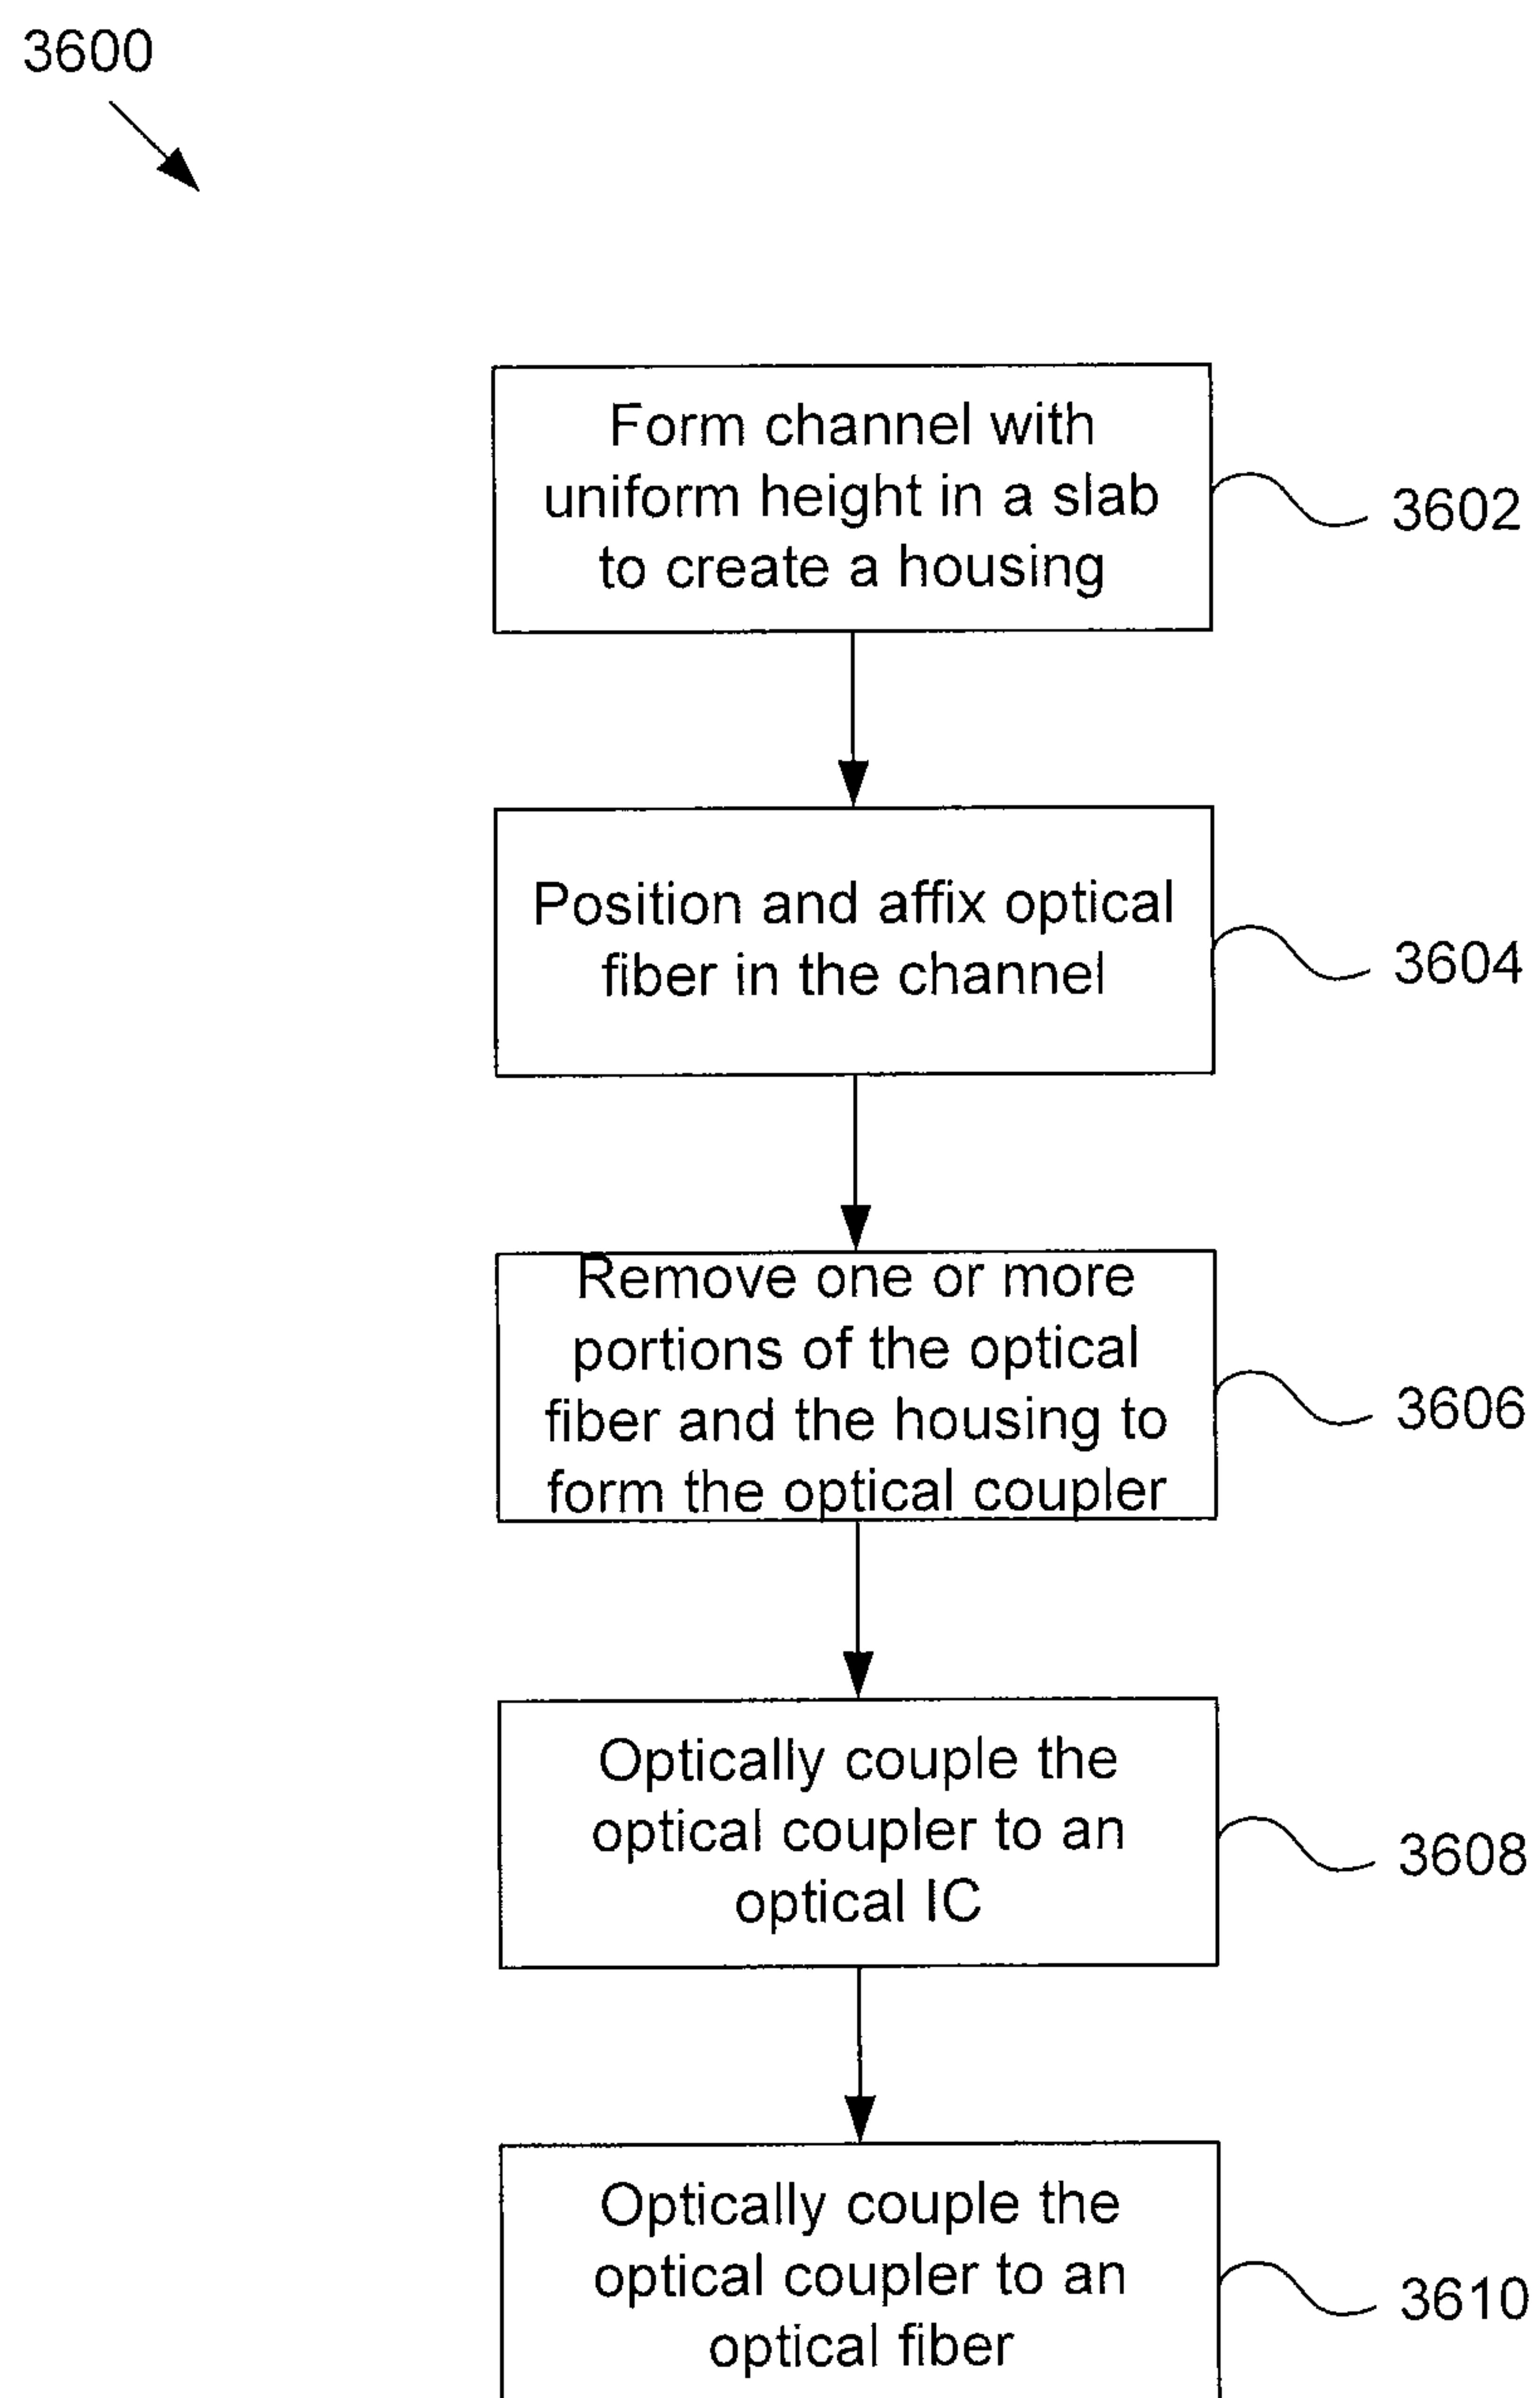 3600
Form channel with
uniform height in a slab
to create a housing
3602
Position and affix optical
fiber in the channel
3604
Remove one or more
portions of the optical
fiber and the housing to
form the optical coupler
3606
Optically couple the
optical coupler to an
optical IC
3608
Optically couple the
optical coupler to an
optical fiber
3610